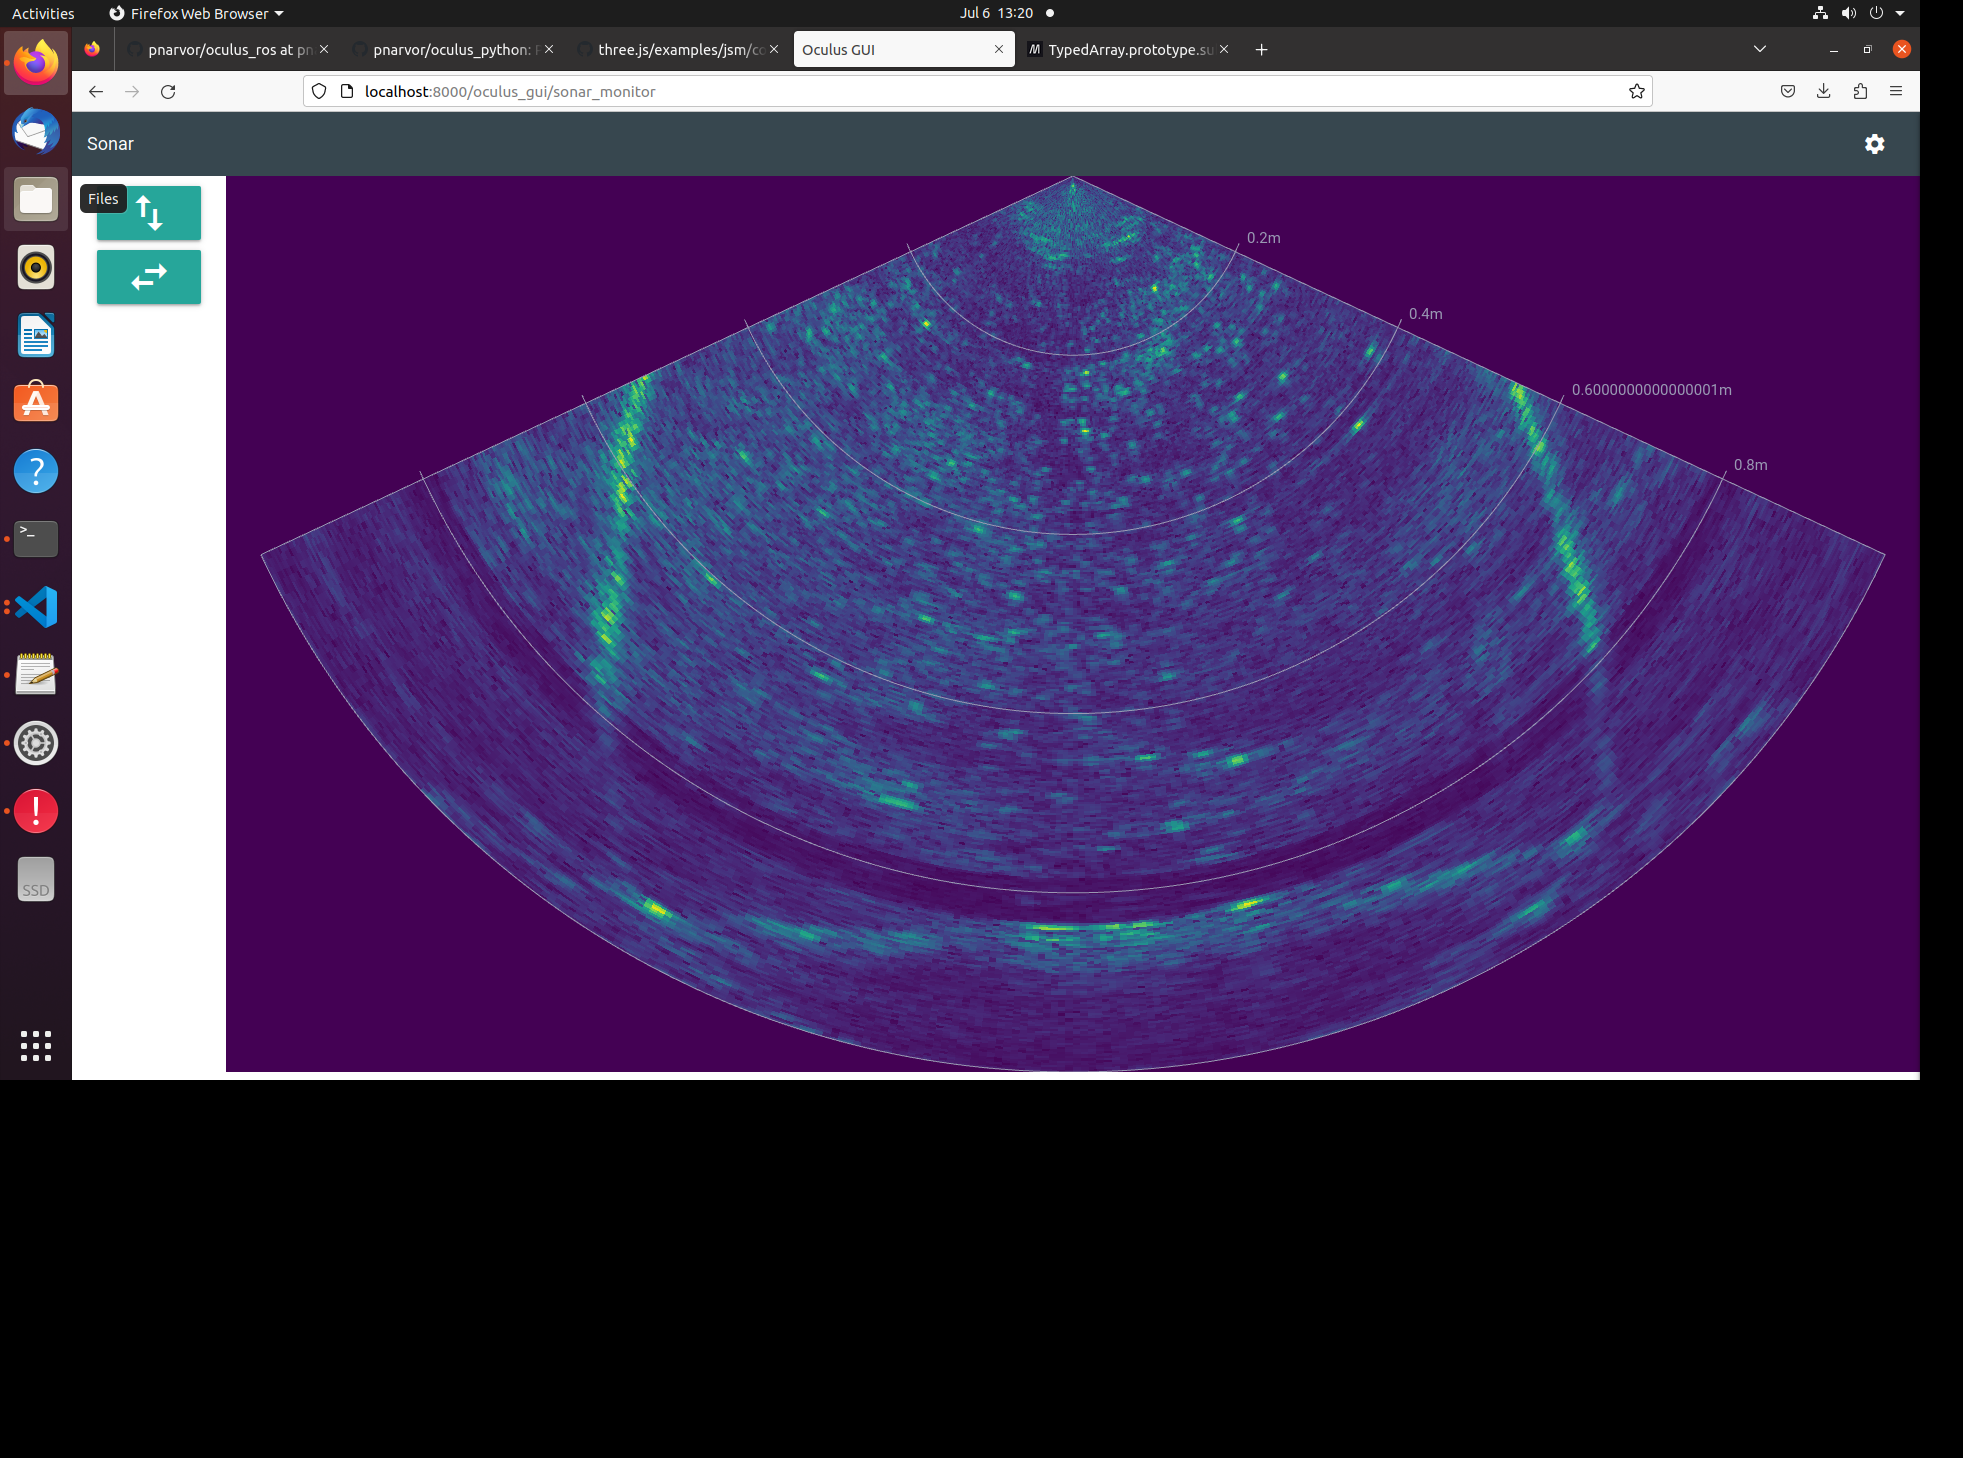 Activities
Firefox Web Browser
Jul 6 13:20
pnarvor/oculus_ros at pn
pnarvor/oculus_python:
three.js/examples/jsm/co
Oculus GUI
TypedArray.prototype.su
localhost:8000/oculus_gui/sonar_monitor
Sonar
Files
0.2m
0.4m
0.6000000000000001m
0.8m
>_
SSD